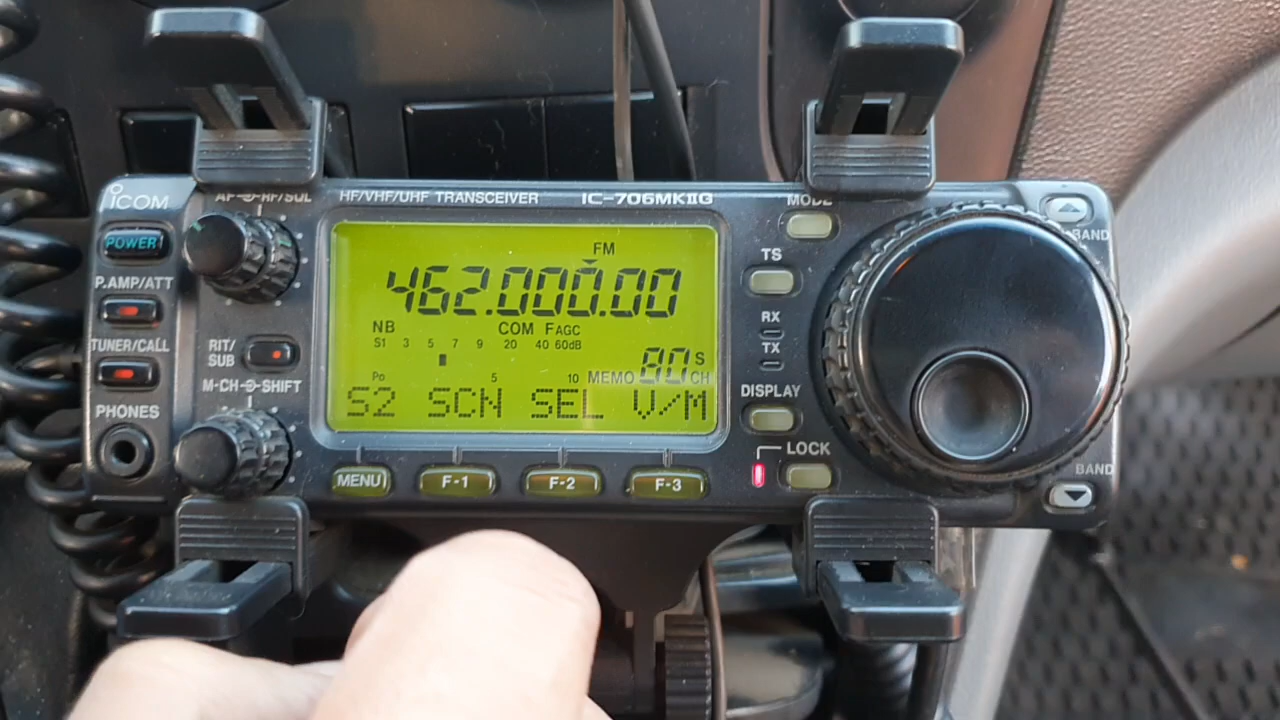 ICOM
AF RF/SQL
HF/VHF/UHF TRANSCEIVER IC-706MKIIG
MODE
BAND
POWER
P.AMP/ATT
TUNER/CALL
PHONES
RIT/
SUB
M-CH SHIFT
FM
462.000.00
NB COM F AGC
S1 3 5 7 9 20 40 60dB
80 S
Po 5 10 MEMO CH
S2 SCN SEL V/M
MENU F-1 F-2 F-3
TS
RX
TX
DISPLAY
LOCK
BAND